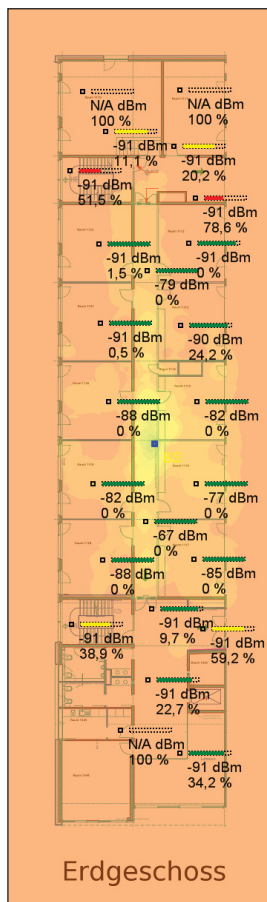 N/A dBm
100 %
N/A dBm
100 %
-91 dBm
11,1 %
-91 dBm
20,2 %
-91 dBm
51,5 %
-91 dBm
78,6 %
-91 dBm
1,5 %
-91 dBm
0 %
-79 dBm
0 %
-91 dBm
0,5 %
-90 dBm
24,2 %
-88 dBm
0 %
-82 dBm
0 %
-82 dBm
0 %
-77 dBm
0 %
-67 dBm
0 %
-88 dBm
0 %
-85 dBm
0 %
-91 dBm
9,7 %
-91 dBm
38,9 %
-91 dBm
59,2 %
-91 dBm
22,7 %
N/A dBm
100 %
-91 dBm
34,2 %
Erdgeschoss